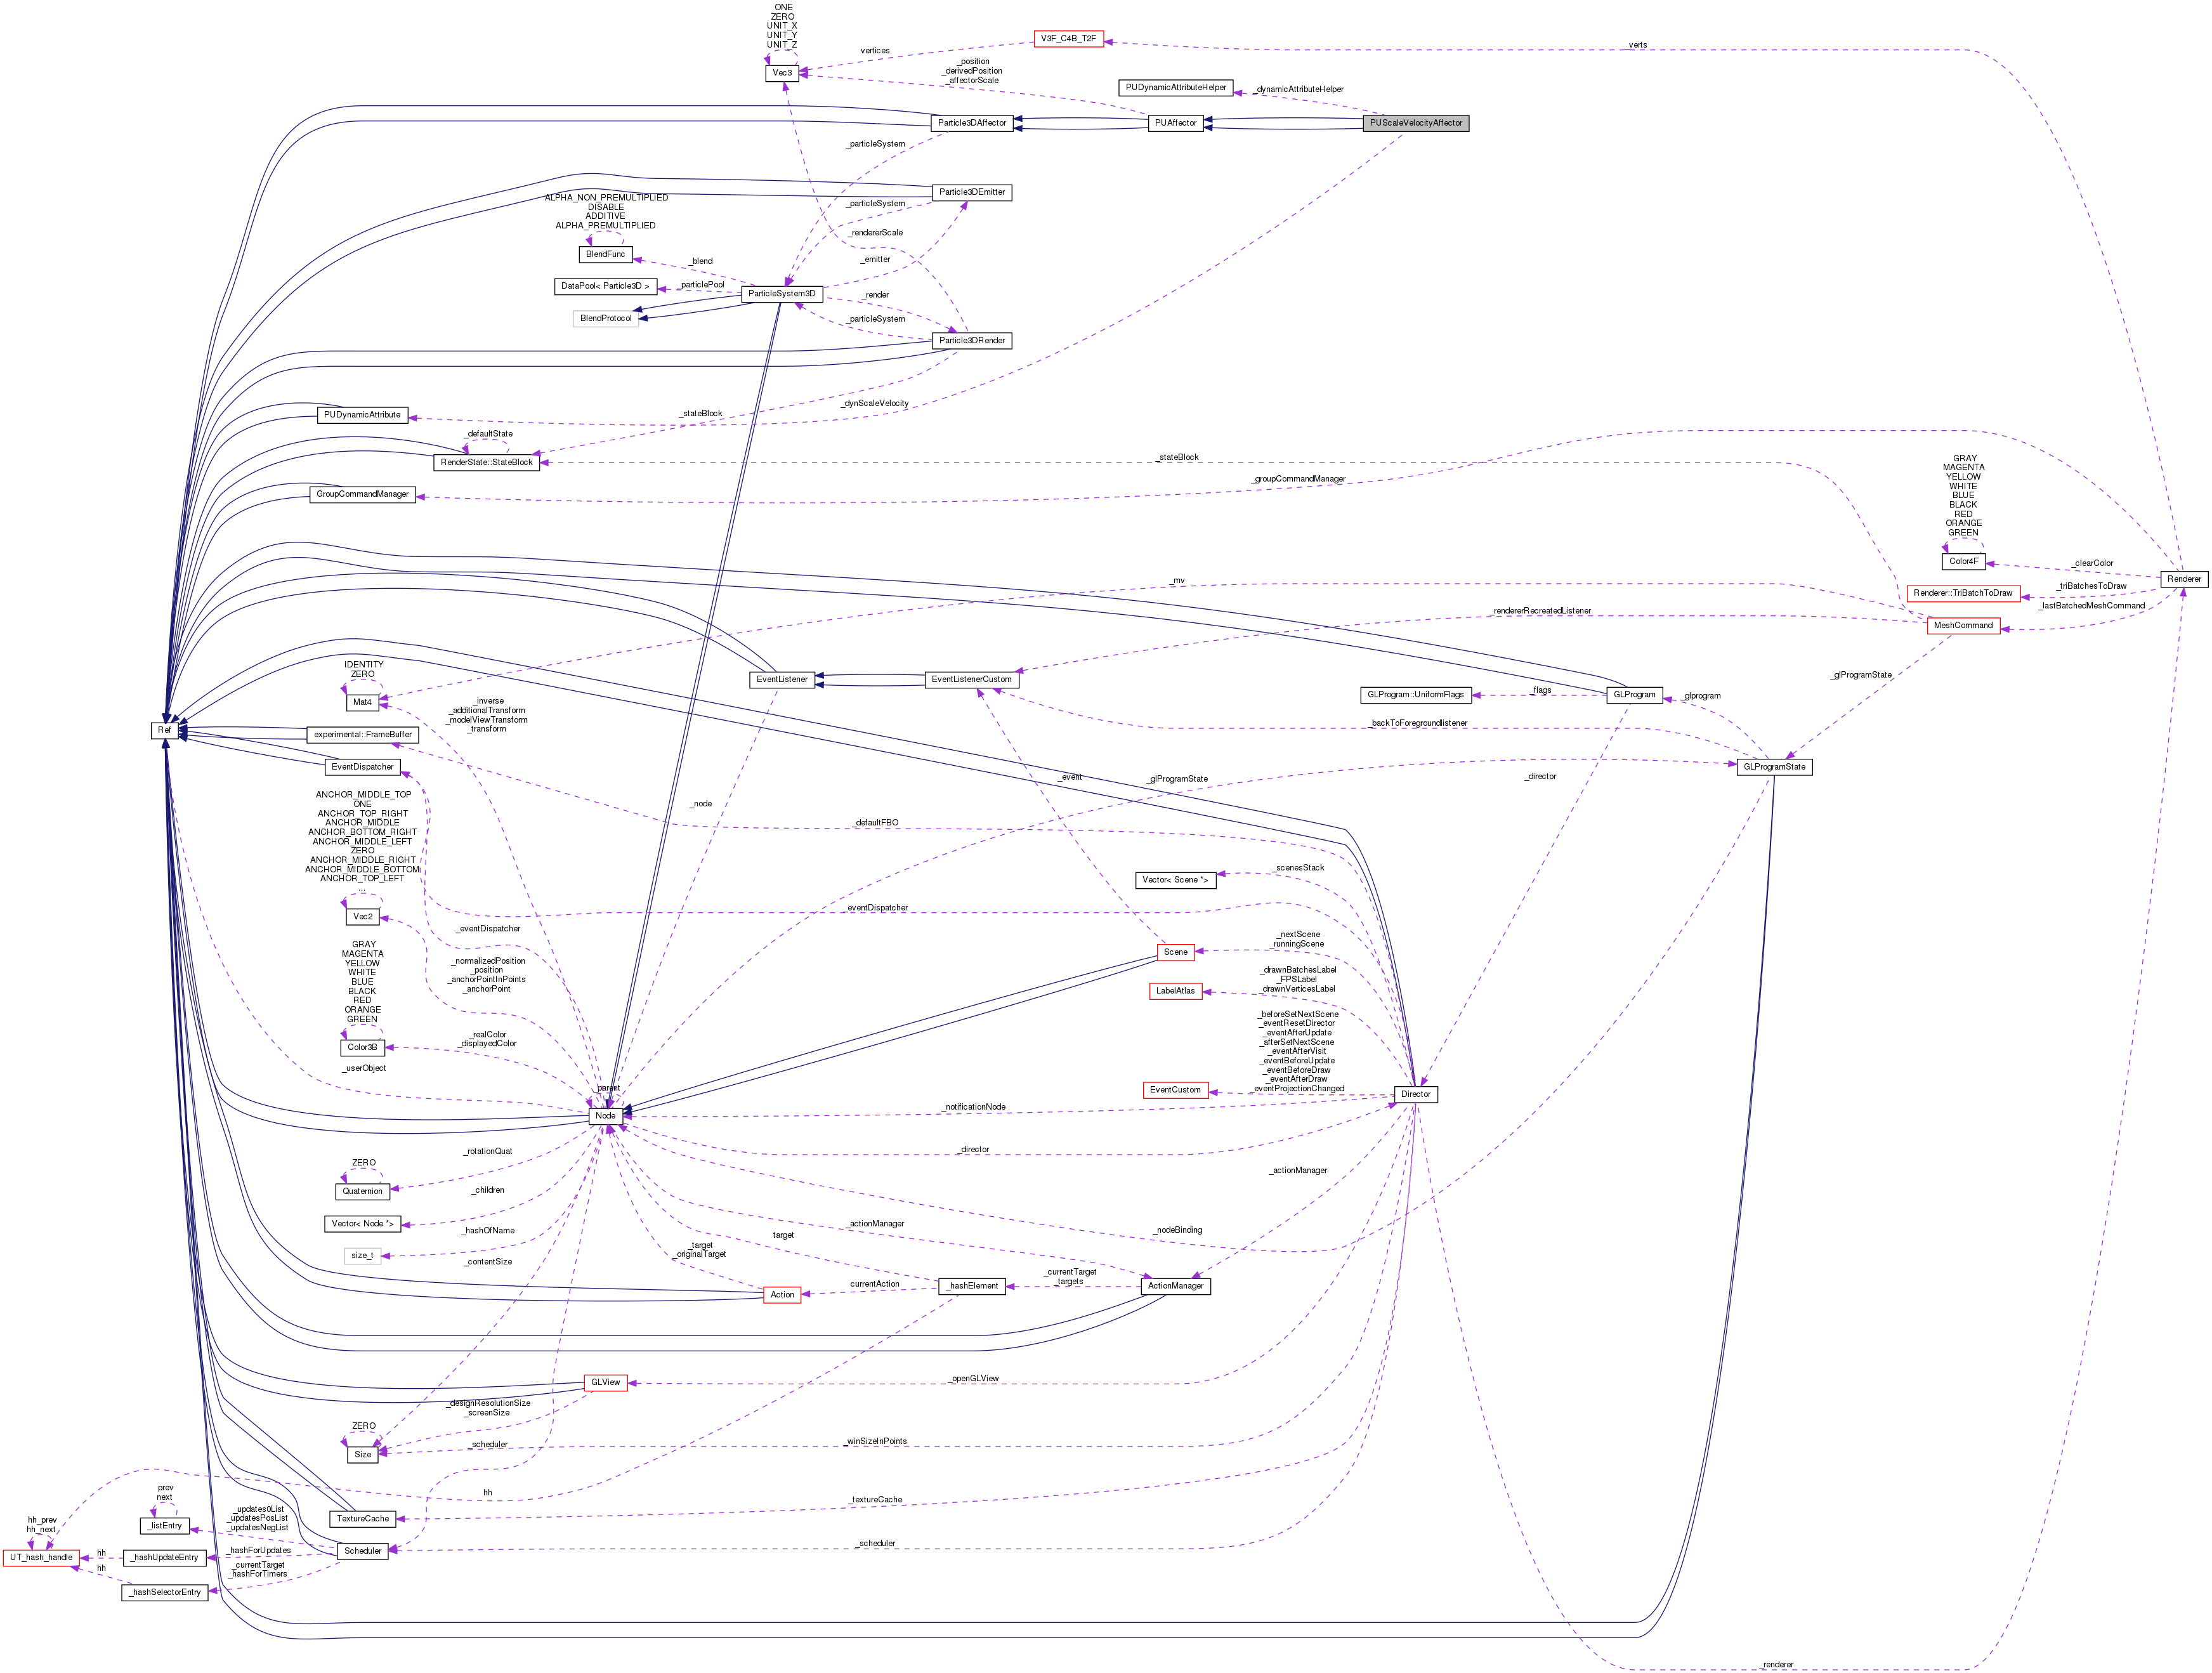 ONE
ZERO
UNIT_X
UNIT_Y
UNIT_Z
Vec3
vertices
V3F_C4B_T2F
_verts
_position
_derivedPosition
_affectorScale
PUDynamicAttributeHelper
_dynamicAttributeHelper
Particle3DAffector
PUAffector
PUScaleVelocityAffector
_particleSystem
Particle3DEmitter
ALPHA_NON_PREMULTIPLIED
DISABLE
ADDITIVE
ALPHA_PREMULTIPLIED
_particleSystem
_rendererScale
BlendFunc
_blend
_emitter
DataPool< Particle3D >
_particlePool
ParticleSystem3D
_render
BlendProtocol
_particleSystem
Particle3DRender
PUDynamicAttribute
_stateBlock
_dynScaleVelocity
_defaultState
RenderState::StateBlock
_stateBlock
GroupCommandManager
_groupCommandManager
GRAY
MAGENTA
YELLOW
WHITE
BLUE
BLACK
RED
ORANGE
GREEN
Color4F
_clearColor
Renderer
_mv
_triBatchesToDraw
Renderer::TriBatchToDraw
_rendererRecreatedListener
_lastBatchedMeshCommand
MeshCommand
IDENTITY
ZERO
Mat4
EventListener
EventListenerCustom
_glProgramState
GLProgram::UniformFlags
_flags
GLProgram
_glprogram
_inverse
_additionalTransform
_modelViewTransform
_transform
_backToForegroundlistener
Ref
experimental::FrameBuffer
EventDispatcher
GLProgramState
_event
_glProgramState
_director
ANCHOR_MIDDLE_TOP
ONE
ANCHOR_TOP_RIGHT
ANCHOR_MIDDLE
ANCHOR_BOTTOM_RIGHT
ANCHOR_MIDDLE_LEFT
ZERO
ANCHOR_MIDDLE_RIGHT
ANCHOR_MIDDLE_BOTTOM
ANCHOR_TOP_LEFT
...
Vec2
_node
_defaultFBO
_scenesStack
Vector< Scene *>
_eventDispatcher
_eventDispatcher
_nextScene
_runningScene
Scene
GRAY
MAGENTA
YELLOW
WHITE
BLUE
BLACK
RED
ORANGE
GREEN
Color3B
_normalizedPosition
_position
_anchorPointInPoints
_anchorPoint
_drawnBatchesLabel
_FPSLabel
_drawnVerticesLabel
LabelAtlas
_realColor
_displayedColor
_beforeSetNextScene
_eventResetDirector
_eventAfterUpdate
_afterSetNextScene
_eventAfterVisit
_eventBeforeUpdate
_eventBeforeDraw
_eventAfterDraw
_eventProjectionChanged
EventCustom
_userObject
_parent
Node
_notificationNode
Director
_rotationQuat
_director
ZERO
Quaternion
_actionManager
_children
Vector< Node *>
_hashOfName
size_t
_actionManager
_nodeBinding
target
_target
_originalTarget
_contentSize
Action
currentAction
_hashElement
_currentTarget
_targets
ActionManager
GLView
_openGLView
_designResolutionSize
_screenSize
ZERO
Size
_scheduler
_winSizeInPoints
hh
_textureCache
prev
next
_listEntry
_updates0List
_updatesPosList
_updatesNegList
TextureCache
hh_prev
hh_next
UT_hash_handle
hh
_hashUpdateEntry
_hashForUpdates
Scheduler
_scheduler
hh
_currentTarget
_hashForTimers
_hashSelectorEntry
_renderer